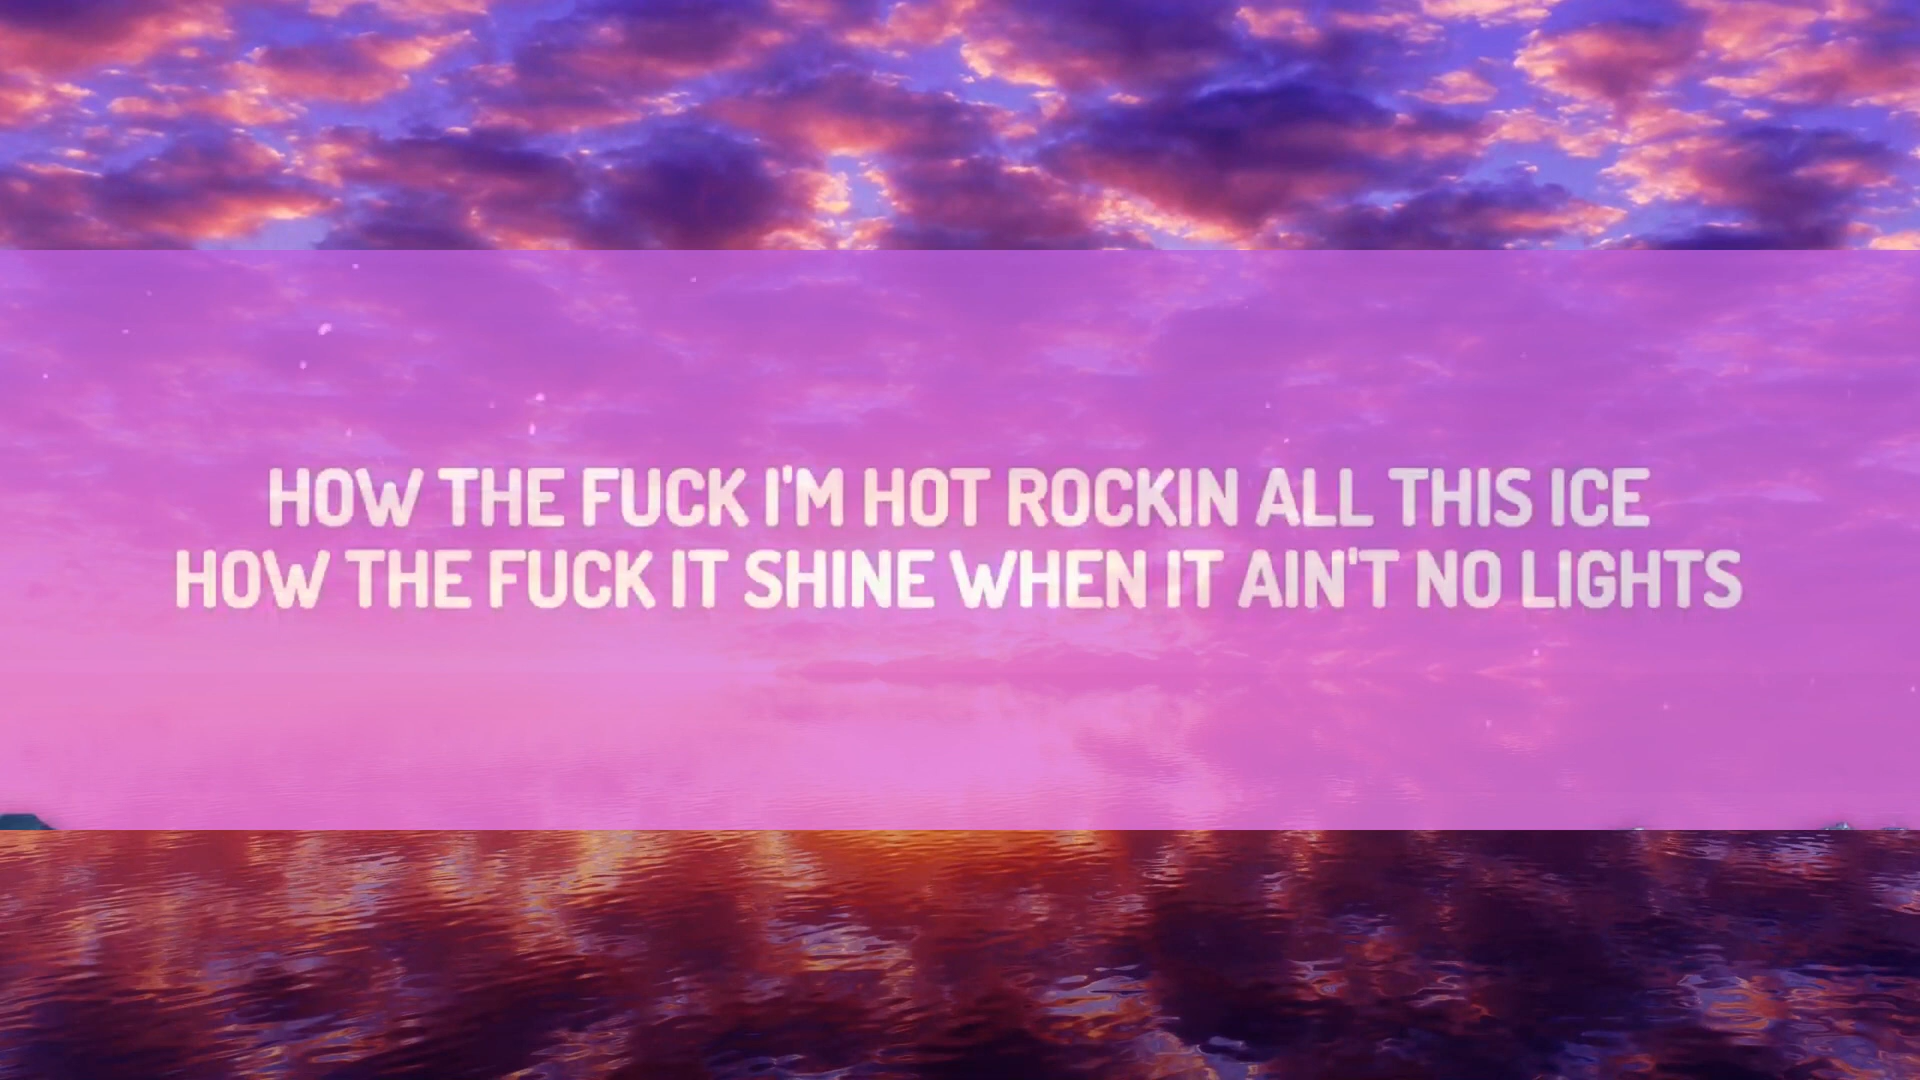 HOW THE FUCK I'M HOT ROCKIN ALL THIS ICE
HOW THE FUCK IT SHINE WHEN IT AIN'T NO LIGHTS